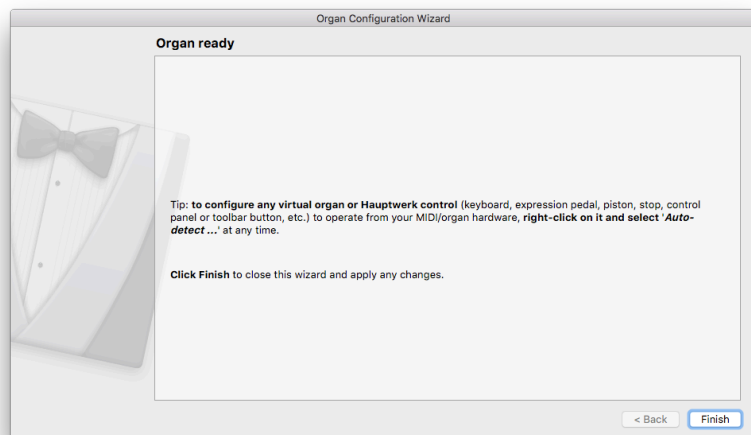 Organ Configuration Wizard
Organ ready
Tip: to configure any virtual organ or Hauptwerk control (keyboard, expression pedal, piston, stop, control
panel or toolbar button, etc.) to operate from your MIDI/organ hardware, right-click on it and select 'Auto-
detect ...' at any time.
Click Finish to close this wizard and apply any changes.
< Back
Finish